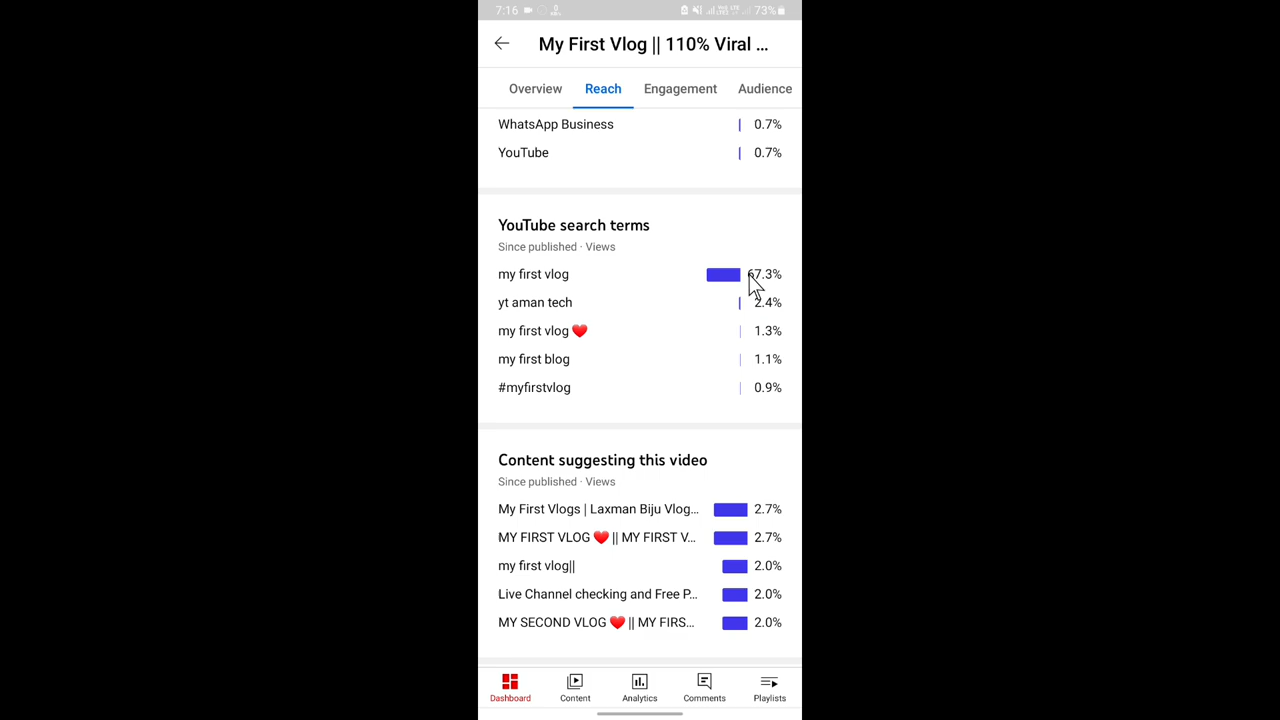 7:16 73%
My First Vlog || 110% Viral ...
Overview Reach Engagement Audience
WhatsApp Business 0.7%
YouTube 0.7%
YouTube search terms
Since published · Views
my first vlog 67.3%
yt aman tech 2.4%
my first vlog ❤️ 1.3%
my first blog 1.1%
#myfirstvlog 0.9%
Content suggesting this video
Since published · Views
My First Vlogs | Laxman Biju Vlog... 2.7%
MY FIRST VLOG ❤️ || MY FIRST V... 2.7%
my first vlog|| 2.0%
Live Channel checking and Free P... 2.0%
MY SECOND VLOG ❤️ || MY FIRS... 2.0%
Dashboard Content Analytics Comments Playlists